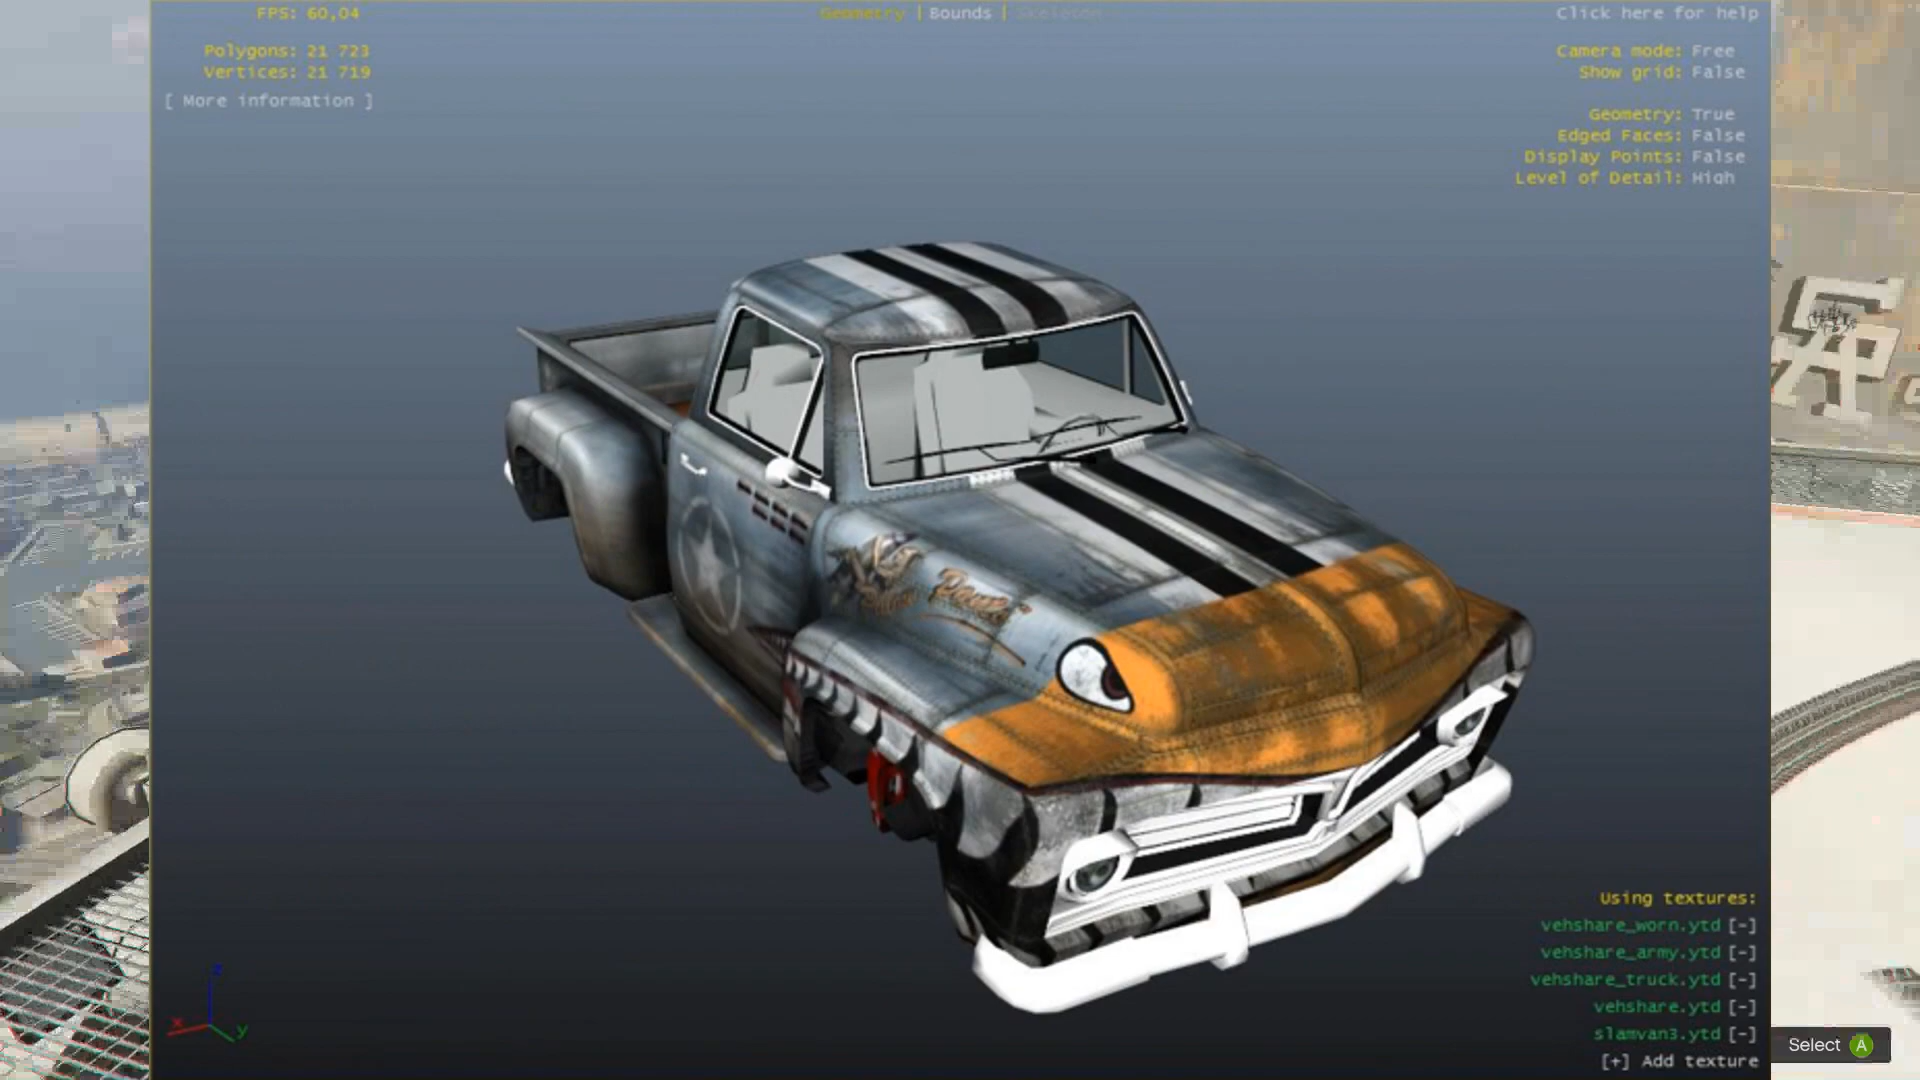 FPS: 60,04
Geometry | Bounds | Skeleton
Click here for help
Polygons: 21 723
Vertices: 21 719
[ More information ]
Camera mode: Free
Show grid: False
Geometry: True
Edged Faces: False
Display Points: False
Level of Detail: High
Using textures:
vehshare_worn.ytd [-]
vehshare_army.ytd [-]
vehshare_truck.ytd [-]
vehshare.ytd [-]
slamvan3.ytd [-]
[+] Add texture
Select A
x
y
z